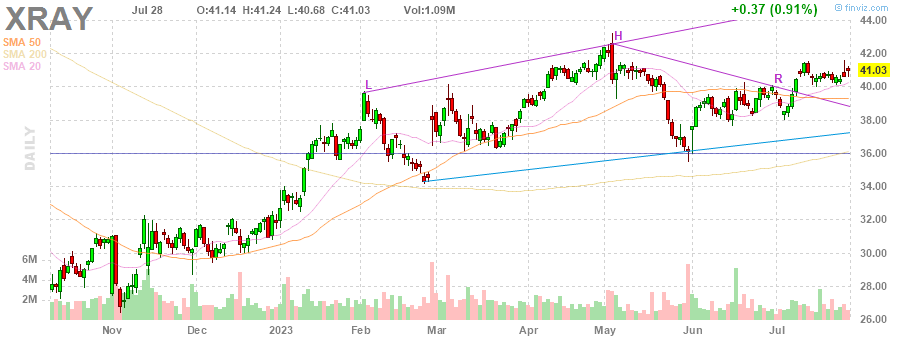 XRAY
Jul 28 O:41.14 H:41.24 L:40.68 C:41.03 Vol:1.09M +0.37 (0.91%)
© finviz.com
SMA 50
SMA 200
SMA 20
DAILY
L
H
R
44.00
42.00
41.03
40.00
38.00
36.00
34.00
32.00
30.00
28.00
26.00
6M
4M
2M
Nov Dec 2023 Feb Mar Apr May Jun Jul